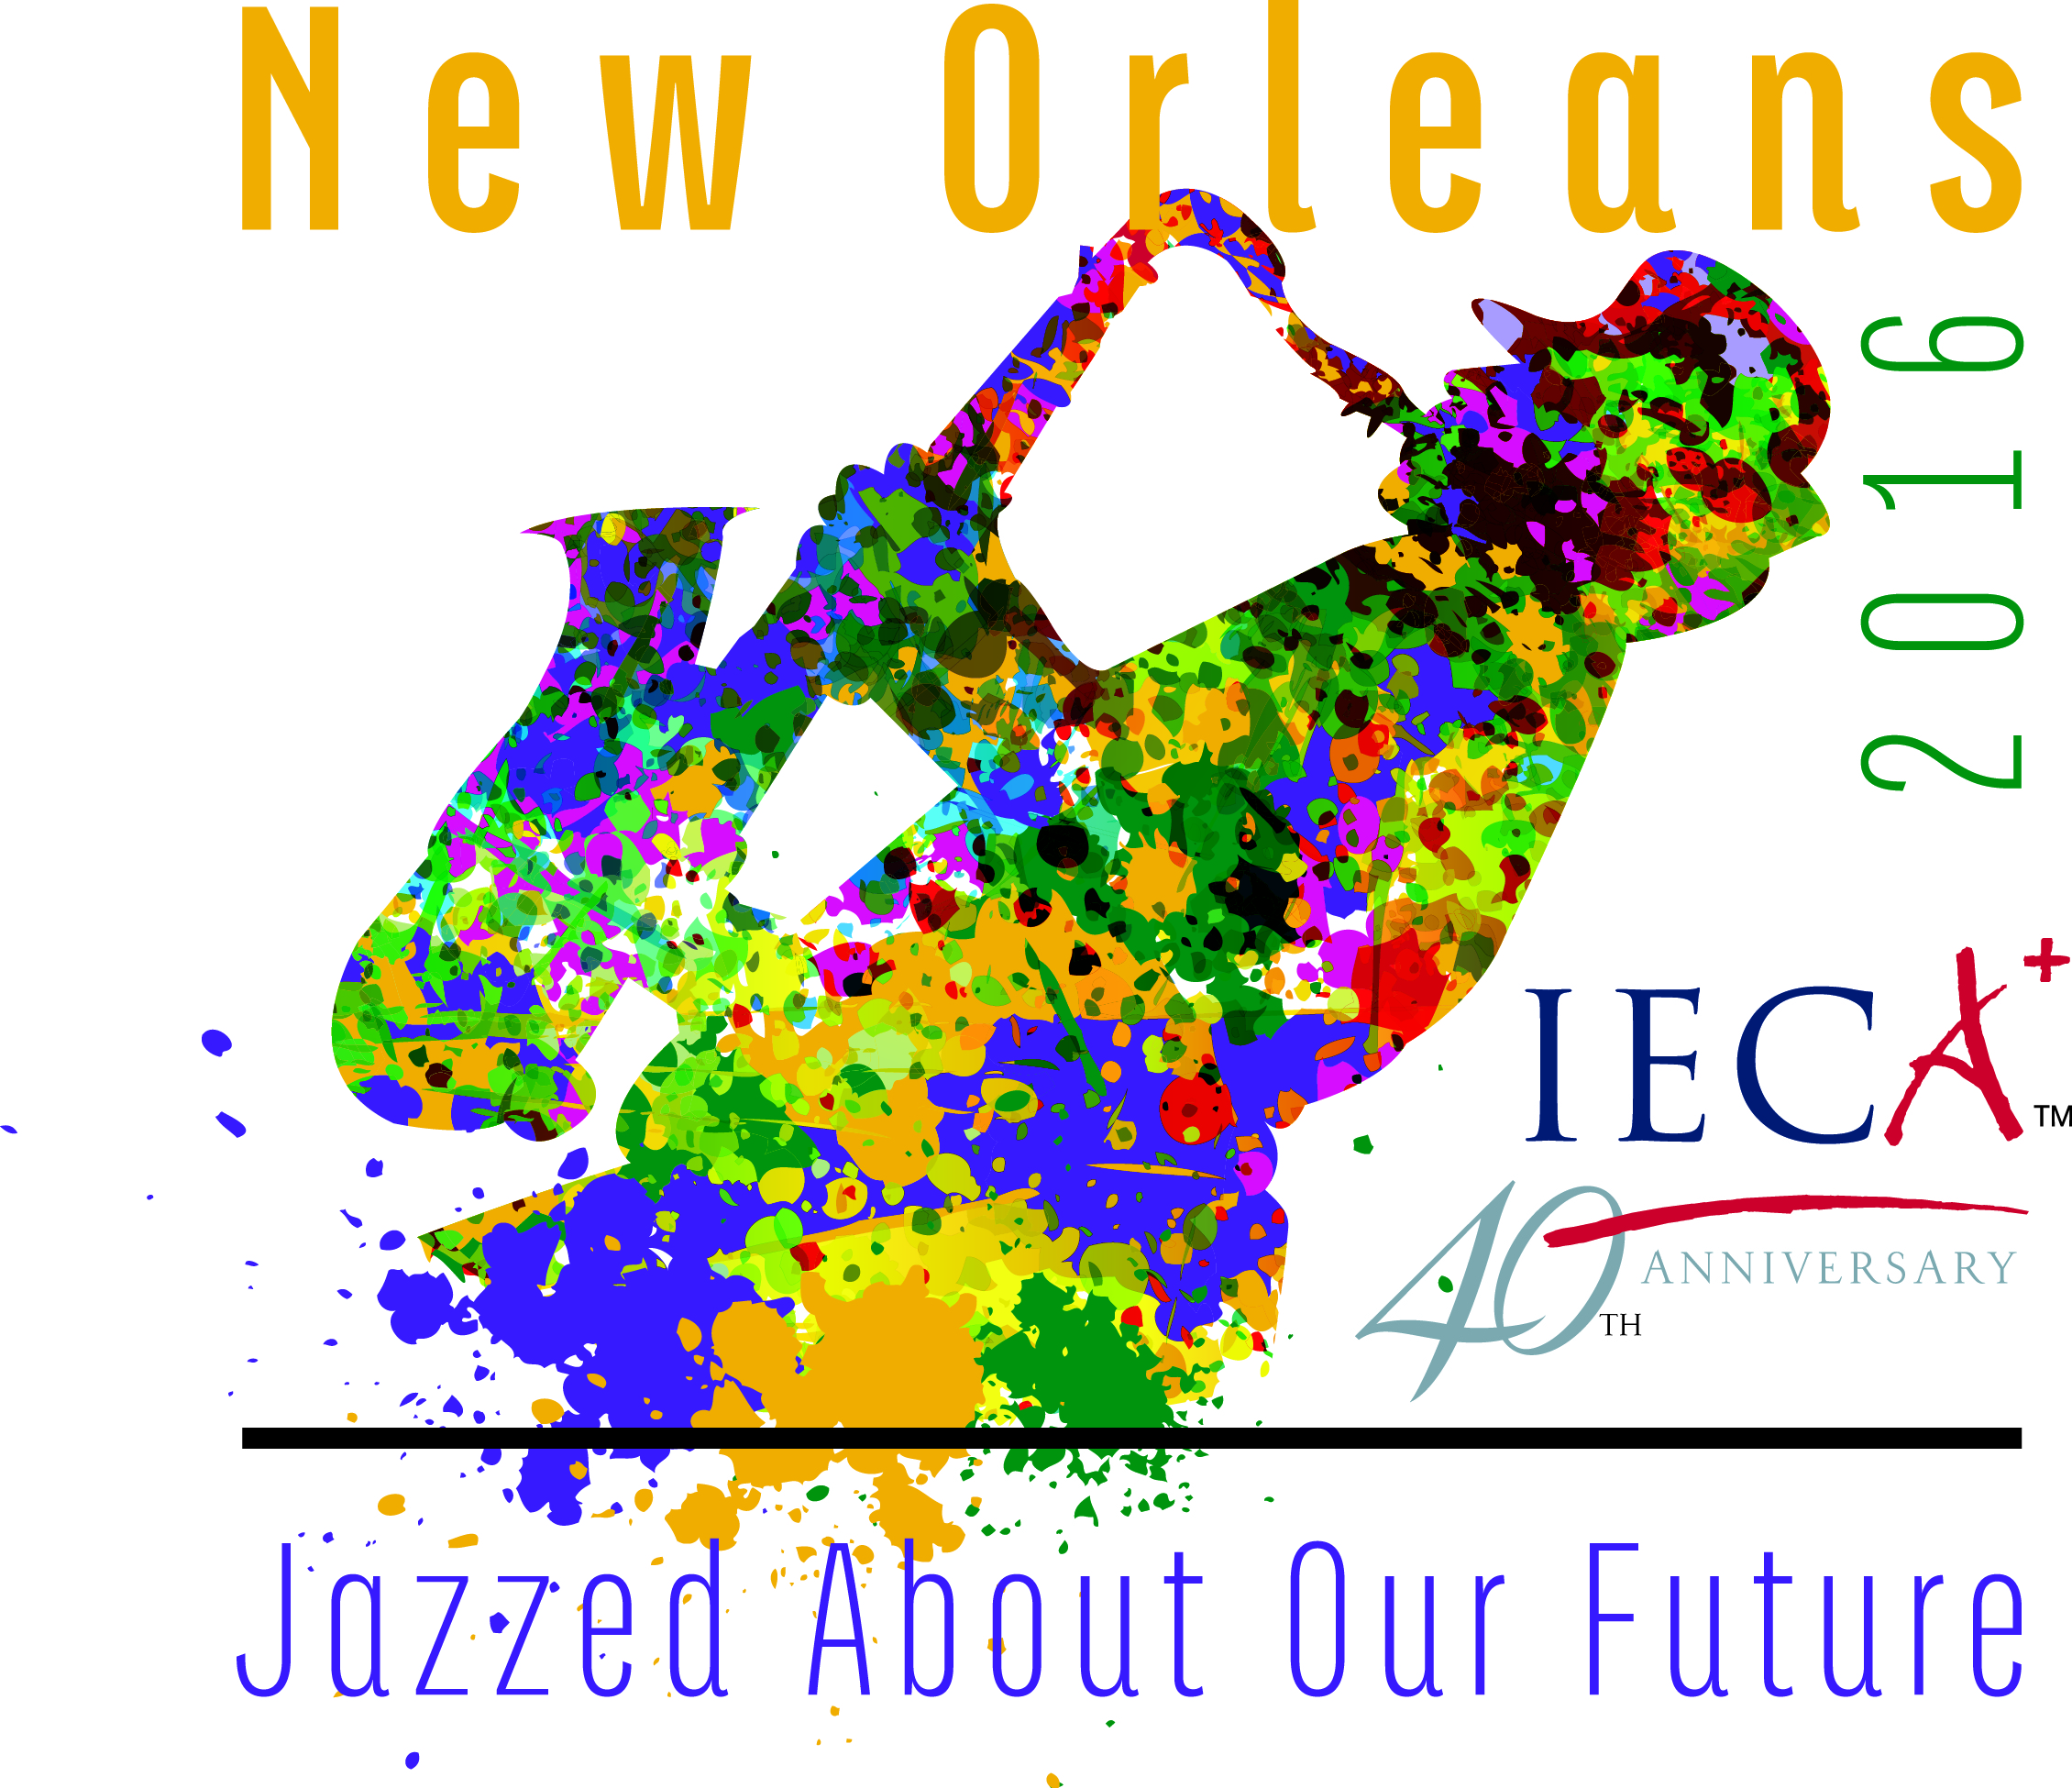 New Orleans
2016
IECA+™
40TH ANNIVERSARY
Jazzed About Our Future